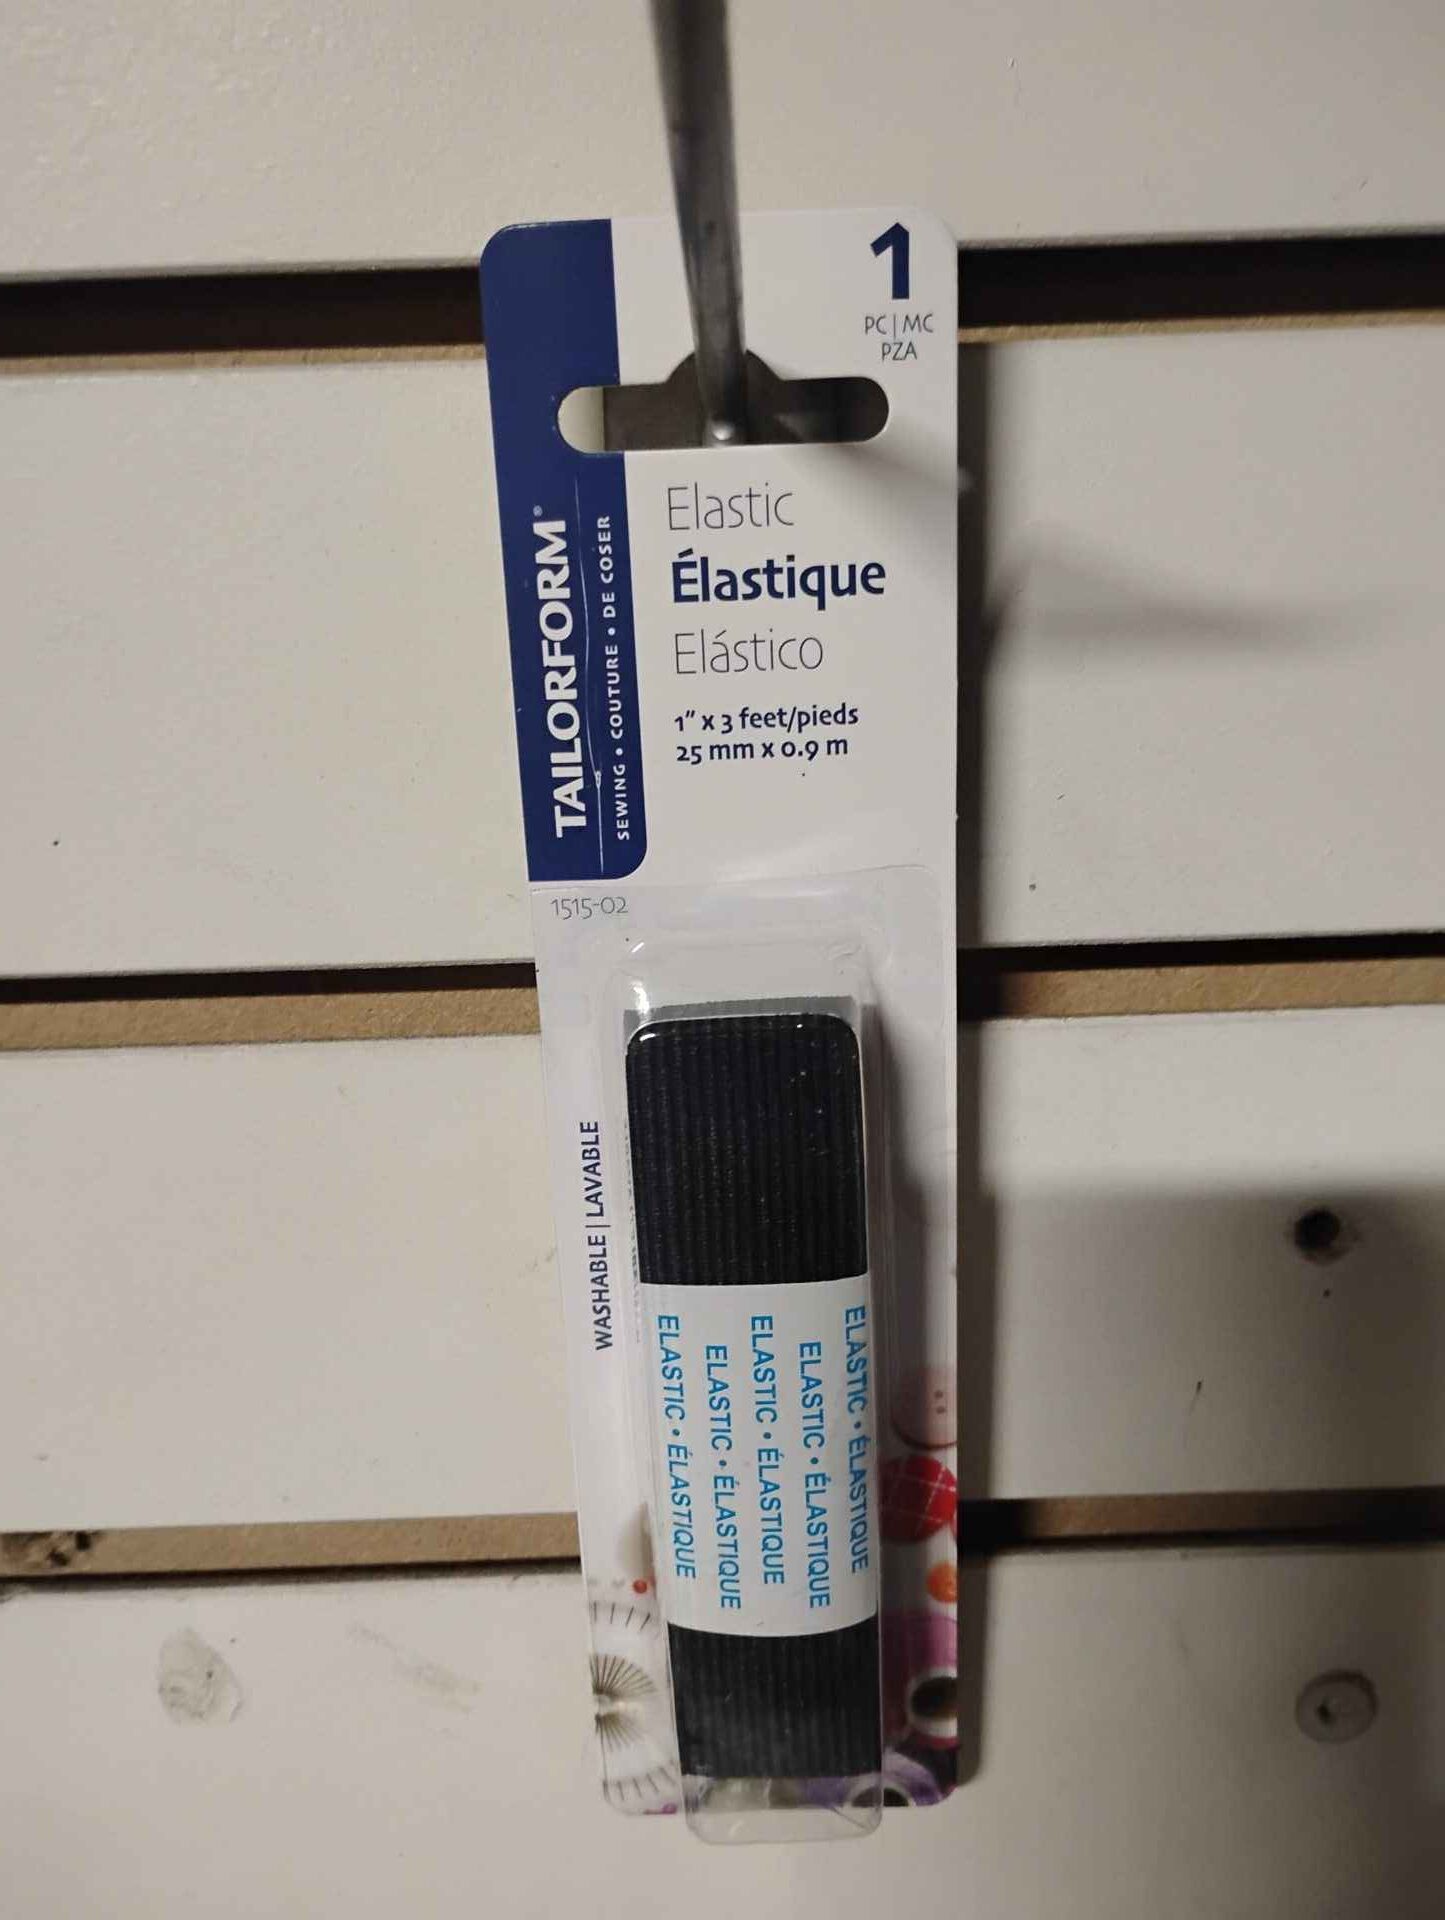 1
PC | MC
PZA
TAILORFORM®
SEWING • COUTURE • DE COSER
Elastic
Élastique
Elástico
1" x 3 feet/pieds
25 mm x 0.9 m
1515-02
WASHABLE | LAVABLE
ELASTIC • ÉLASTIQUE
ELASTIC • ÉLASTIQUE
ELASTIC • ÉLASTIQUE
ELASTIC • ÉLASTIQUE
ELASTIC • ÉLASTIQUE